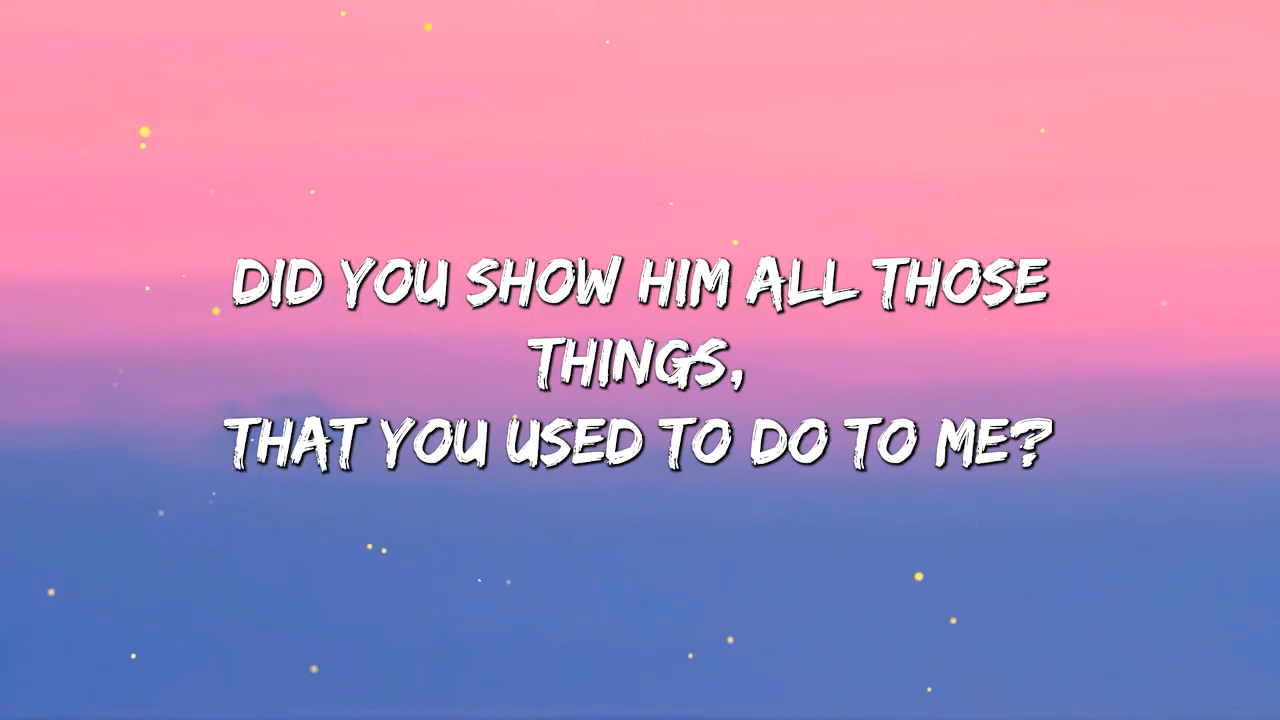 DID YOU SHOW HIM ALL THOSE
THINGS,
THAT YOU USED TO DO TO ME?